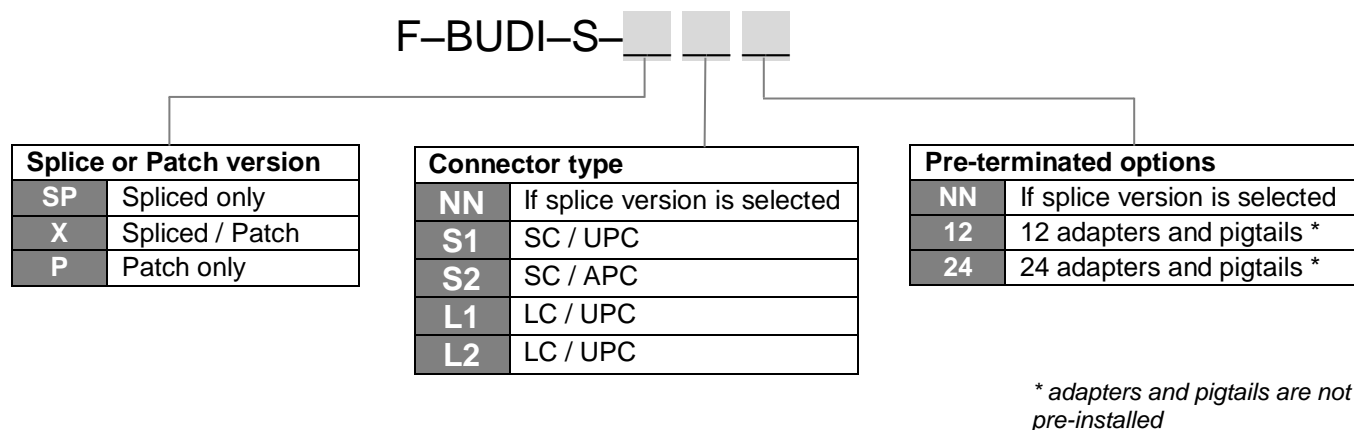 F–BUDI–S–
Splice or Patch version
SP Spliced only
X Spliced / Patch
P Patch only
Connector type
NN If splice version is selected
S1 SC / UPC
S2 SC / APC
L1 LC / UPC
L2 LC / UPC
Pre-terminated options
NN If splice version is selected
12 12 adapters and pigtails *
24 24 adapters and pigtails *
* adapters and pigtails are not
pre-installed